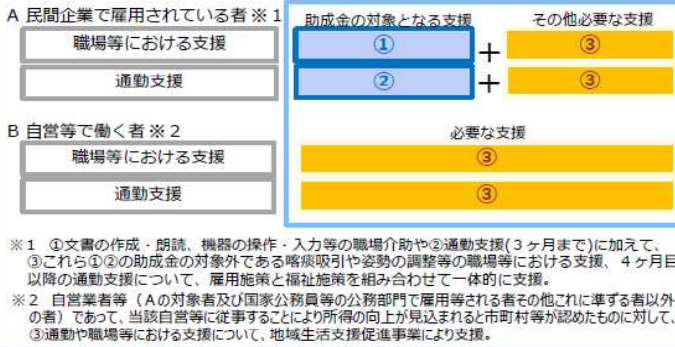 A 民間企業で雇用されている者※1
助成金の対象となる支援
その他必要な支援
職場等における支援
①
+
③
通勤支援
②
+
③
B 自営等で働く者※2
必要な支援
職場等における支援
③
通勤支援
③
※1 ①文書の作成・朗読、機器の操作・入力等の職場介助や②通勤支援(3ヶ月まで)に加えて、
③これら①②の助成金の対象外である喀痰吸引や姿勢の調整等の職場等における支援、4ヶ月目
以降の通勤支援について、雇用施策と福祉施策を組み合わせて一体的に支援。
※2 自営業者等(Aの対象者及び国家公務員等の公務部門で雇用等される者その他これに準ずる者以外
の者)であって、当該自営等に従事することにより所得の向上が見込まれると市町村等が認めたものに対して、
③通勤や職場等における支援について、地域生活支援促進事業により支援。